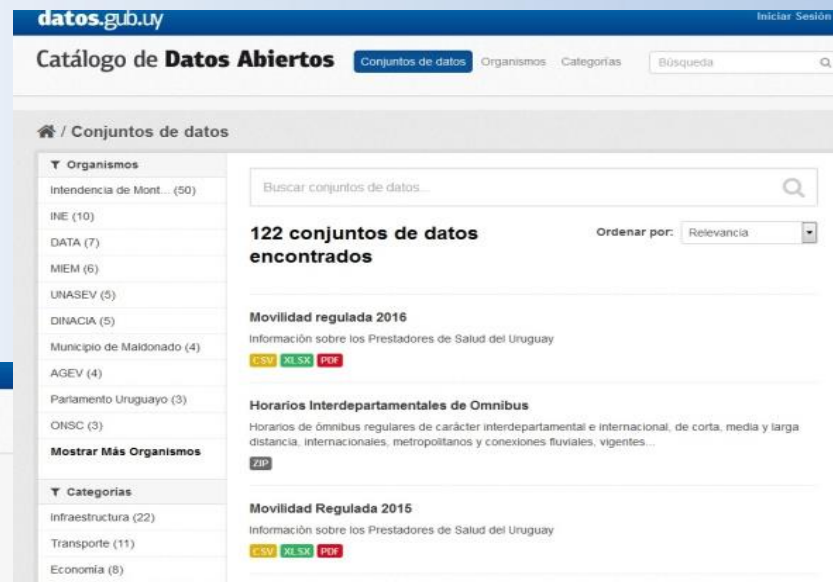 datos.gub.uy
Iniciar Sesión
Catálogo de Datos Abiertos
Conjuntos de datos
Organismos
Categorías
Búsqueda
/ Conjuntos de datos
Organismos
Intendencia de Mont... (50)
INE (10)
DATA (7)
MIEM (6)
UNASEV (5)
DINACIA (5)
Municipio de Maldonado (4)
AGEV (4)
Parlamento Uruguayo (3)
ONSC (3)
Mostrar Más Organismos
Categorías
Infraestructura (22)
Transporte (11)
Economía (8)
Buscar conjuntos de datos...
122 conjuntos de datos
encontrados
Ordenar por:
Relevancia
Movilidad regulada 2016
Información sobre los Prestadores de Salud del Uruguay
CSV XLSX PDF
Horarios Interdepartamentales de Omnibus
Horarios de ómnibus regulares de carácter interdepartamental e internacional, de corta, media y larga
distancia, internacionales, metropolitanos y conexiones fluviales, vigentes...
ZIP
Movilidad Regulada 2015
Información sobre los Prestadores de Salud del Uruguay
CSV XLSX PDF